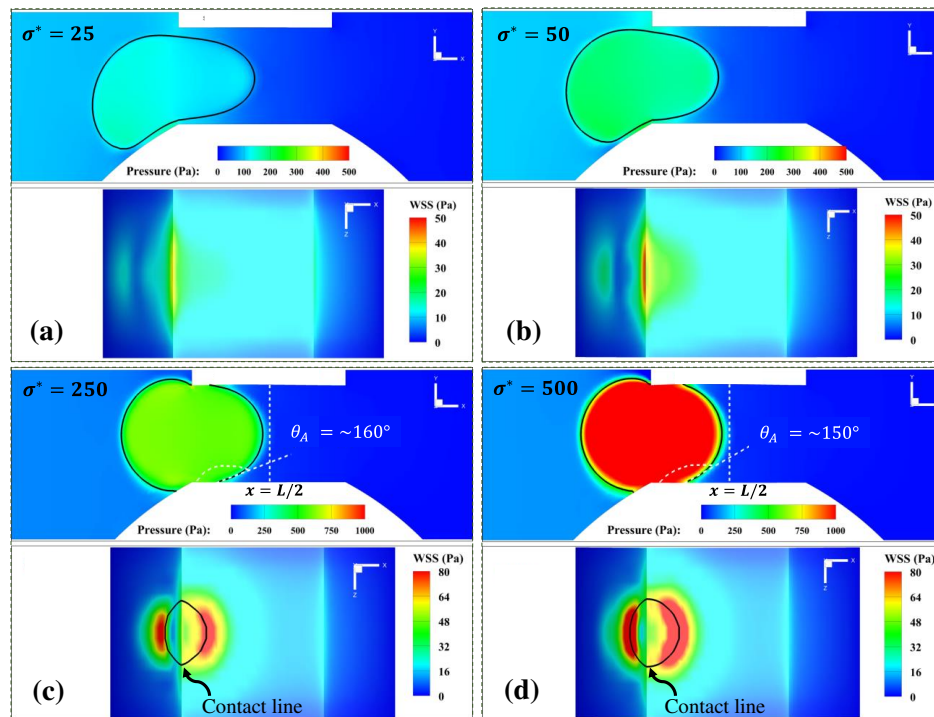 σ* = 25
Y
X
Pressure (Pa):
0 100 200 300 400 500
WSS (Pa)
50
40
30
20
10
0
X
Z
(a)
σ* = 50
Y
X
Pressure (Pa):
0 100 200 300 400 500
WSS (Pa)
50
40
30
20
10
0
X
Z
(b)
σ* = 250
Y
X
θA = ~160°
x = L/2
Pressure (Pa):
0 250 500 750 1000
WSS (Pa)
80
64
48
32
16
0
X
Z
(c)
Contact line
σ* = 500
Y
X
θA = ~150°
x = L/2
Pressure (Pa):
0 250 500 750 1000
WSS (Pa)
80
64
48
32
16
0
X
Z
(d)
Contact line